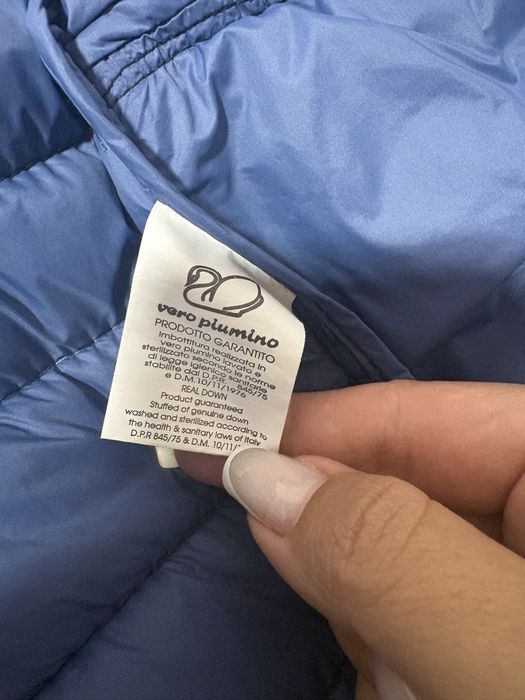 vero piumino
PRODOTTO GARANTITO
Imbottitura realizzata in
vero piumino lavato e
sterilizzato secondo le norme
di legge igienico sanitarie
stabilite dal D.P.R. 845/75
e D.M.10/11/1976
REAL DOWN
Product guaranteed
Stuffed of genuine down
washed and sterilized according to
the health & sanitary laws of Italy
D.P.R 845/75 & D.M. 10/11/